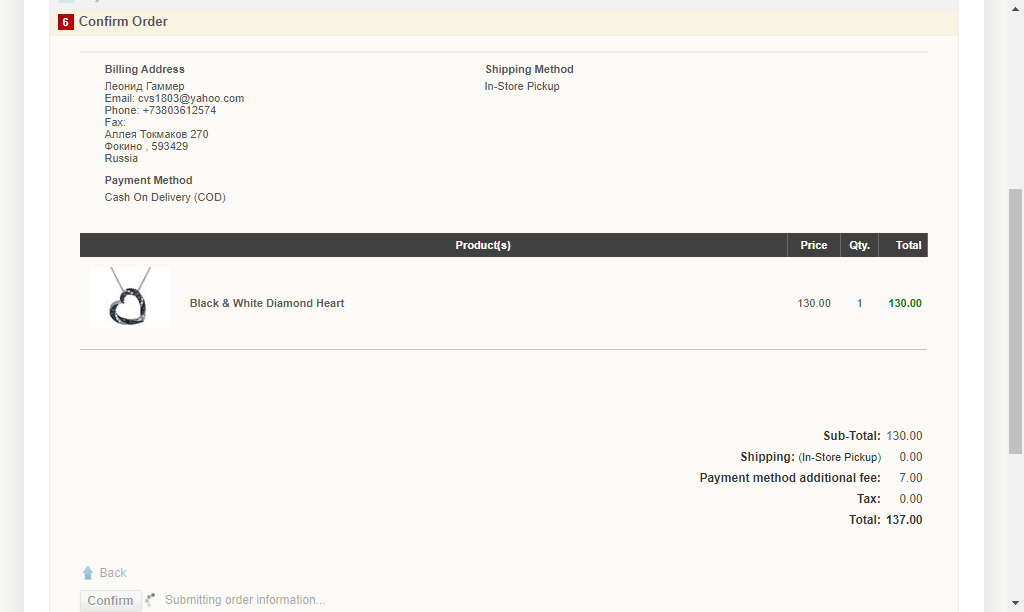 6 Confirm Order
Billing Address
Леонид Гаммер
Email: cvs1803@yahoo.com
Phone: +73803612574
Fax:
Аллея Токмаков 270
Фокино , 593429
Russia
Payment Method
Cash On Delivery (COD)
Shipping Method
In-Store Pickup
Product(s) Price Qty. Total
Black & White Diamond Heart 130.00 1 130.00
Sub-Total: 130.00
Shipping: (In-Store Pickup) 0.00
Payment method additional fee: 7.00
Tax: 0.00
Total: 137.00
Back
Confirm Submitting order information...